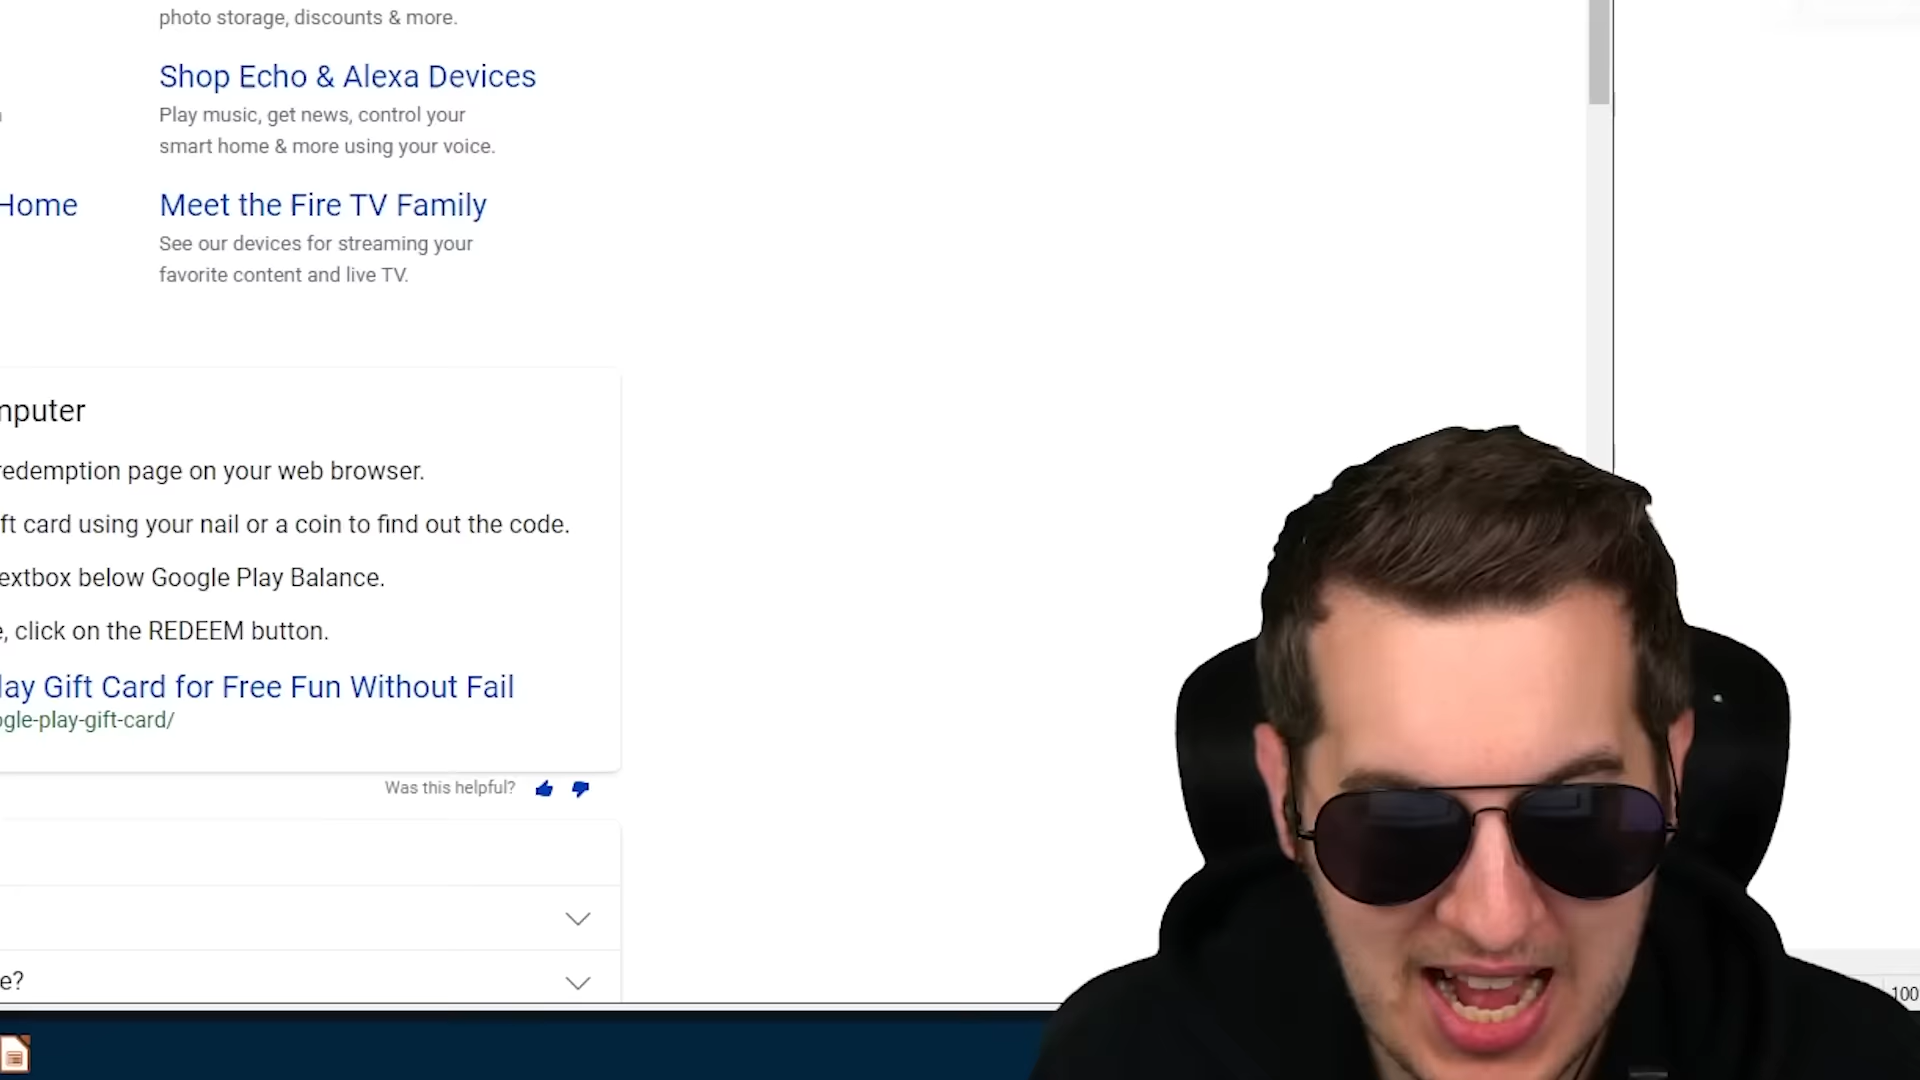 photo storage, discounts & more.
Shop Echo & Alexa Devices
Play music, get news, control your
smart home & more using your voice.
Home
Meet the Fire TV Family
See our devices for streaming your
favorite content and live TV.
mputer
redemption page on your web browser.
ft card using your nail or a coin to find out the code.
extbox below Google Play Balance.
e, click on the REDEEM button.
lay Gift Card for Free Fun Without Fail
ogle-play-gift-card/
Was this helpful?
e?
100